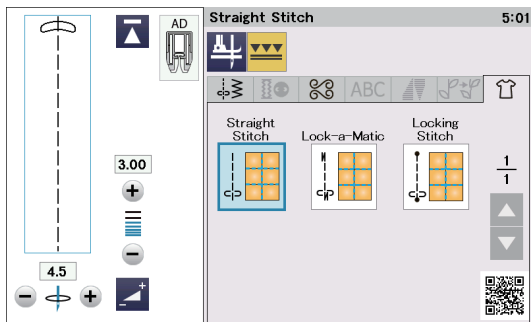 AD
3.00
4.5
Straight Stitch 5:01
ABC
Straight
Stitch
Lock-a-Matic
Locking
Stitch
1
1